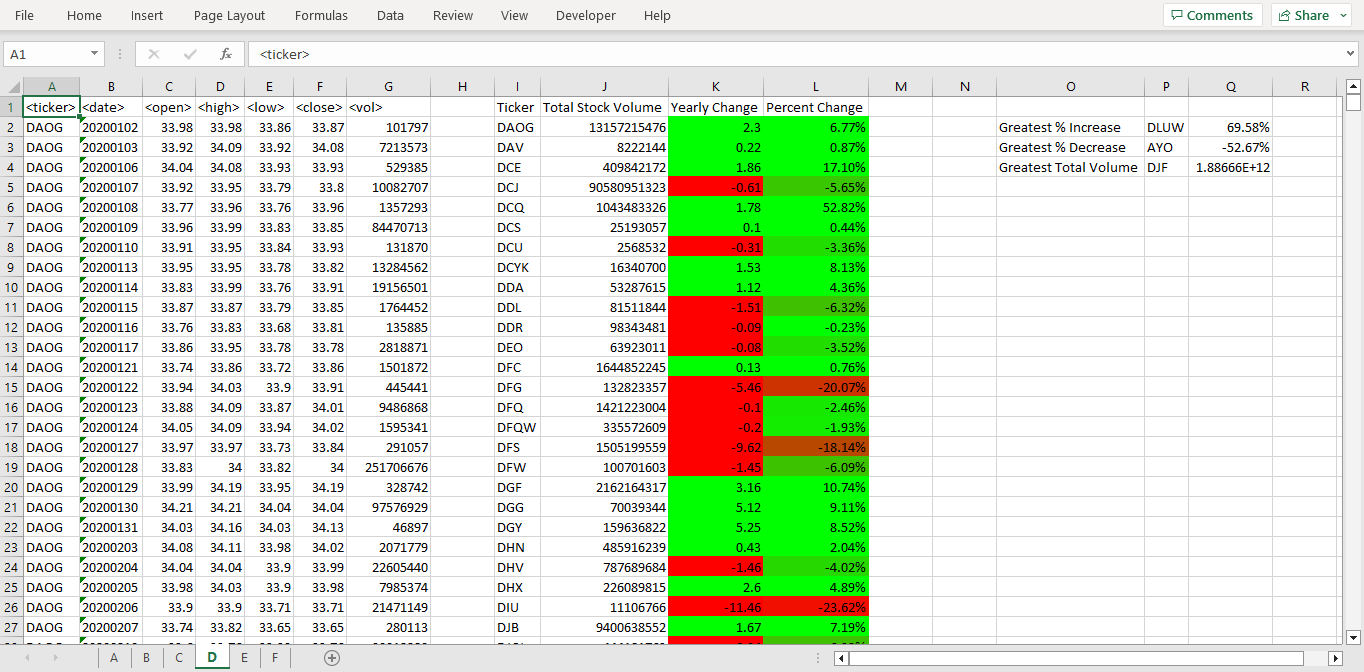 File Home Insert Page Layout Formulas Data Review View Developer Help Comments Share
A1 fx <ticker>
A B C D E F G H I J K L M N O P Q R
1 <ticker> <date> <open> <high> <low> <close> <vol> Ticker Total Stock Volume Yearly Change Percent Change
2 DAOG 20200102 33.98 33.98 33.86 33.87 101797 DAOG 13157215476 2.3 6.77% Greatest % Increase DLUW 69.58%
3 DAOG 20200103 33.92 34.09 33.92 34.08 7213573 DAV 8222144 0.22 0.87% Greatest % Decrease AYO -52.67%
4 DAOG 20200106 34.04 34.08 33.93 33.93 529385 DCE 409842172 1.86 17.10% Greatest Total Volume DJF 1.88666E+12
5 DAOG 20200107 33.92 33.95 33.79 33.8 10082707 DCJ 90580951323 -0.61 -5.65%
6 DAOG 20200108 33.77 33.96 33.76 33.96 1357293 DCQ 1043483326 1.78 52.82%
7 DAOG 20200109 33.96 33.99 33.83 33.85 84470713 DCS 25193057 0.1 0.44%
8 DAOG 20200110 33.91 33.95 33.84 33.93 131870 DCU 2568532 -0.31 -3.36%
9 DAOG 20200113 33.95 33.95 33.78 33.82 13284562 DCYK 16340700 1.53 8.13%
10 DAOG 20200114 33.83 33.99 33.76 33.91 19156501 DDA 53287615 1.12 4.36%
11 DAOG 20200115 33.87 33.87 33.79 33.85 1764452 DDL 81511844 -1.51 -6.32%
12 DAOG 20200116 33.76 33.83 33.68 33.81 135885 DDR 98343481 -0.09 -0.23%
13 DAOG 20200117 33.86 33.95 33.78 33.78 2818871 DEO 63923011 -0.08 -3.52%
14 DAOG 20200121 33.74 33.86 33.72 33.86 1501872 DFC 1644852245 0.13 0.76%
15 DAOG 20200122 33.94 34.03 33.9 33.91 445441 DFG 132823357 -5.46 -20.07%
16 DAOG 20200123 33.88 34.09 33.87 34.01 9486868 DFQ 1421223004 -0.1 -2.46%
17 DAOG 20200124 34.05 34.09 33.94 34.02 1595341 DFQW 335572609 -0.2 -1.93%
18 DAOG 20200127 33.97 33.97 33.73 33.84 291057 DFS 1505199559 -9.62 -18.14%
19 DAOG 20200128 33.83 34 33.82 34 251706676 DFW 100701603 -1.45 -6.09%
20 DAOG 20200129 33.99 34.19 33.95 34.19 328742 DGF 2162164317 3.16 10.74%
21 DAOG 20200130 34.21 34.21 34.04 34.04 97576929 DGG 70039344 5.12 9.11%
22 DAOG 20200131 34.03 34.16 34.03 34.13 46897 DGY 159636822 5.25 8.52%
23 DAOG 20200203 34.08 34.11 33.98 34.02 2071779 DHN 485916239 0.43 2.04%
24 DAOG 20200204 34.04 34.04 33.9 33.99 22605440 DHV 787689684 -1.46 -4.02%
25 DAOG 20200205 33.98 34.03 33.9 33.98 7985374 DHX 226089815 2.6 4.89%
26 DAOG 20200206 33.9 33.9 33.71 33.71 21471149 DIU 11106766 -11.46 -23.62%
27 DAOG 20200207 33.74 33.82 33.65 33.65 280113 DJB 9400638552 1.67 7.19%
A B C D E F